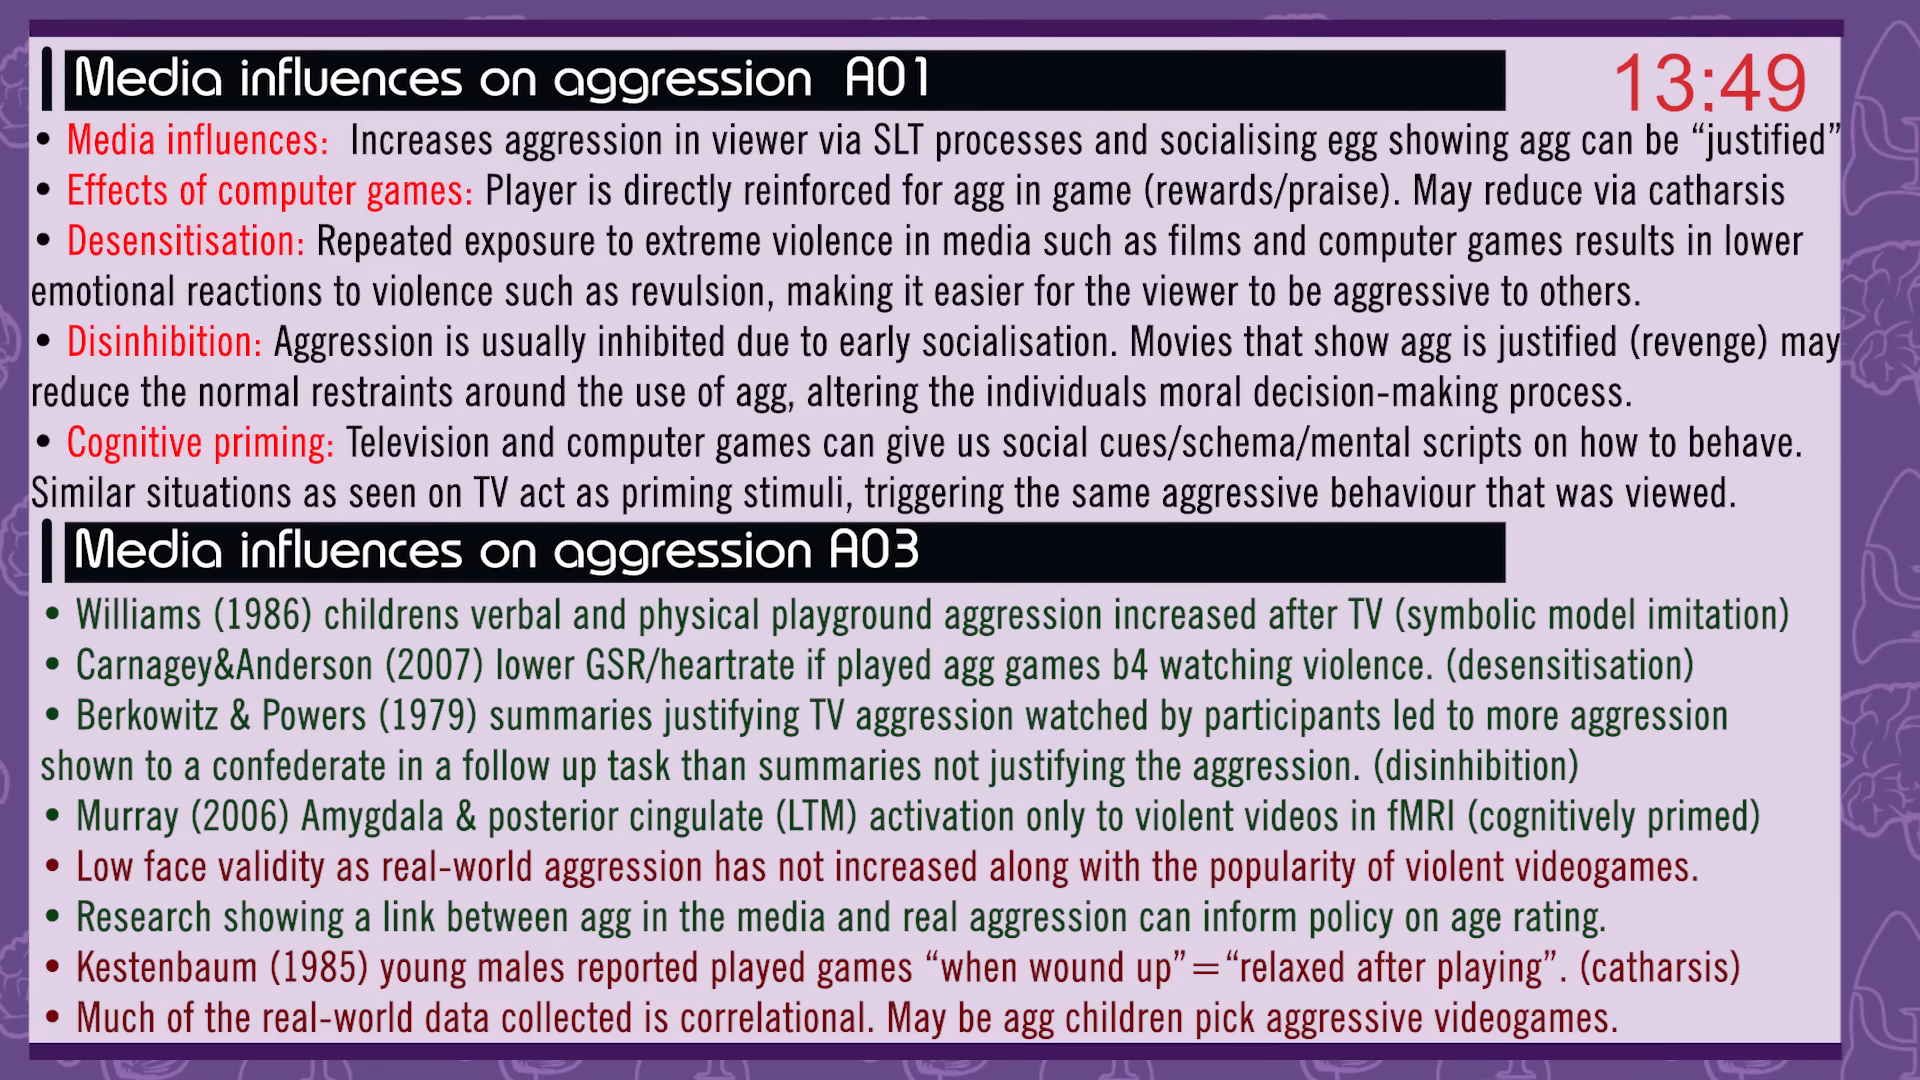 Media influences on aggression A01
13:49
• Media influences: Increases aggression in viewer via SLT processes and socialising egg showing agg can be “justified”
• Effects of computer games: Player is directly reinforced for agg in game (rewards/praise). May reduce via catharsis
• Desensitisation: Repeated exposure to extreme violence in media such as films and computer games results in lower
emotional reactions to violence such as revulsion, making it easier for the viewer to be aggressive to others.
• Disinhibition: Aggression is usually inhibited due to early socialisation. Movies that show agg is justified (revenge) may
reduce the normal restraints around the use of agg, altering the individuals moral decision-making process.
• Cognitive priming: Television and computer games can give us social cues/schema/mental scripts on how to behave.
Similar situations as seen on TV act as priming stimuli, triggering the same aggressive behaviour that was viewed.
Media influences on aggression A03
• Williams (1986) childrens verbal and physical playground aggression increased after TV (symbolic model imitation)
• Carnagey&Anderson (2007) lower GSR/heartrate if played agg games b4 watching violence. (desensitisation)
• Berkowitz & Powers (1979) summaries justifying TV aggression watched by participants led to more aggression
shown to a confederate in a follow up task than summaries not justifying the aggression. (disinhibition)
• Murray (2006) Amygdala & posterior cingulate (LTM) activation only to violent videos in fMRI (cognitively primed)
• Low face validity as real-world aggression has not increased along with the popularity of violent videogames.
• Research showing a link between agg in the media and real aggression can inform policy on age rating.
• Kestenbaum (1985) young males reported played games “when wound up”=“relaxed after playing”. (catharsis)
• Much of the real-world data collected is correlational. May be agg children pick aggressive videogames.